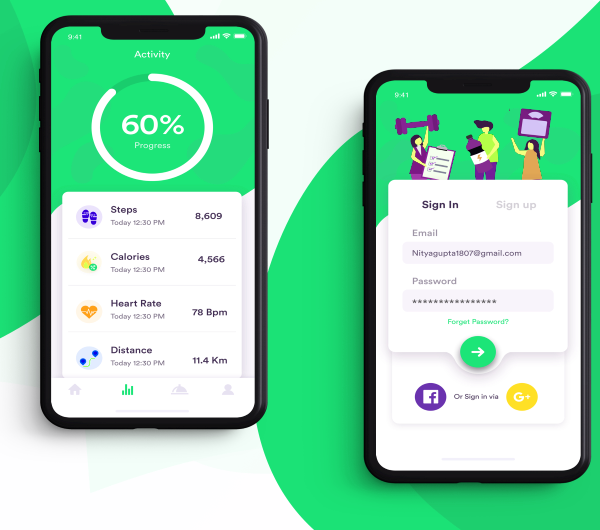 9:41
Activity
60%
Progress
Steps
Today 12:30 PM
8,609
Calories
Today 12:30 PM
4,566
Heart Rate
Today 12:30 PM
78 Bpm
Distance
Today 12:30 PM
11.4 Km
9:41
Sign In
Sign up
Email
Nityagupta1807@gmail.com
Password
****************
Forget Password?
Or Sign in via
G+